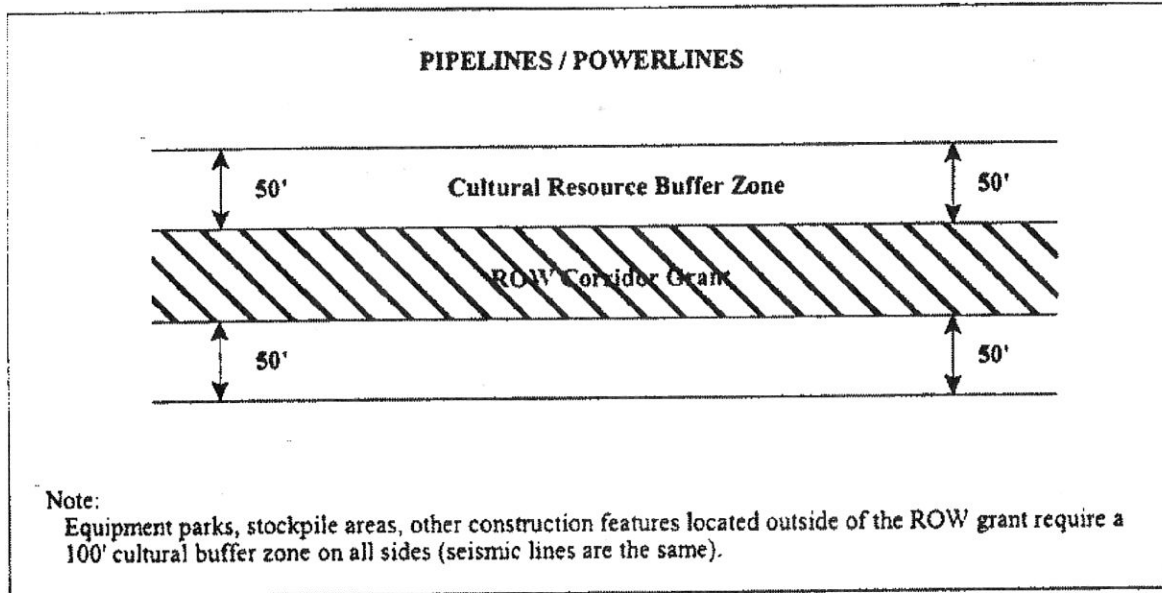 PIPELINES / POWERLINES
50' Cultural Resource Buffer Zone 50'
ROW Corridor Grant
50' 50'
Note:
Equipment parks, stockpile areas, other construction features located outside of the ROW grant require a
100' cultural buffer zone on all sides (seismic lines are the same).